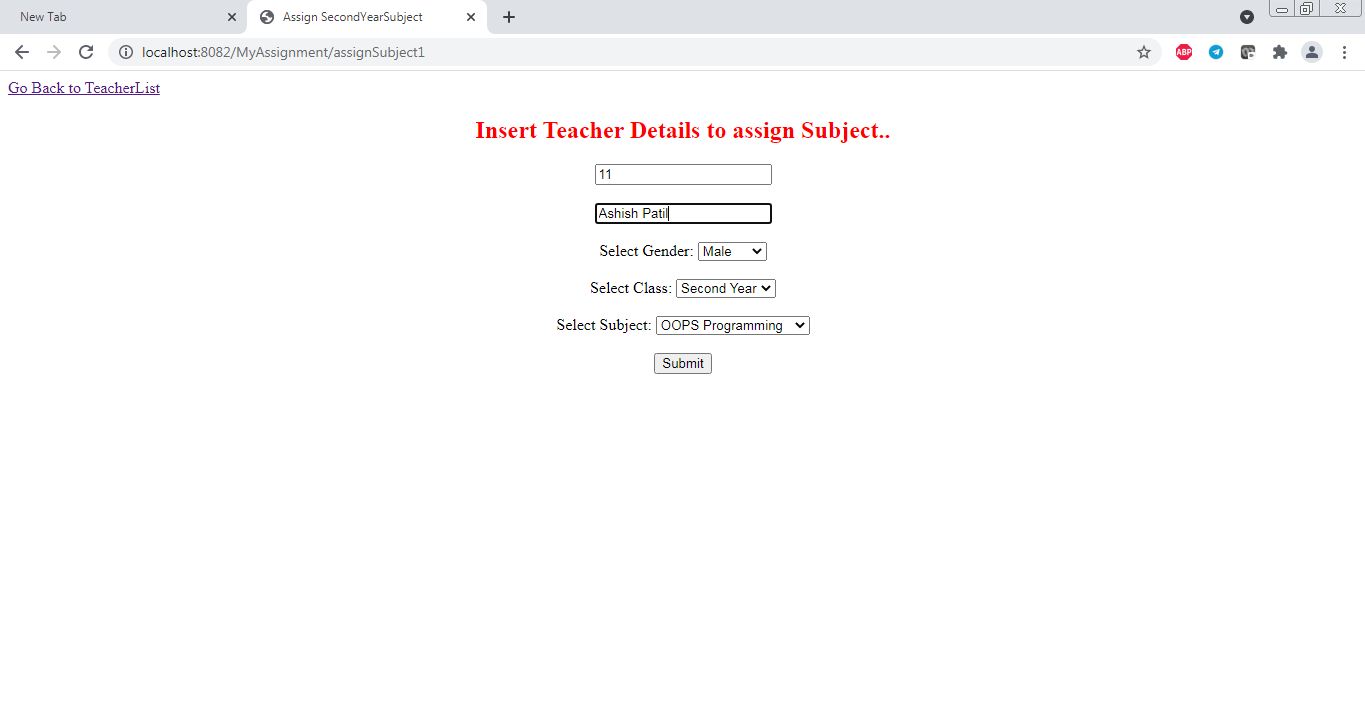 New Tab
Assign SecondYearSubject
localhost:8082/MyAssignment/assignSubject1
ABP
Go Back to TeacherList
Insert Teacher Details to assign Subject..
11
Ashish Patil
Select Gender: Male
Select Class: Second Year
Select Subject: OOPS Programming
Submit